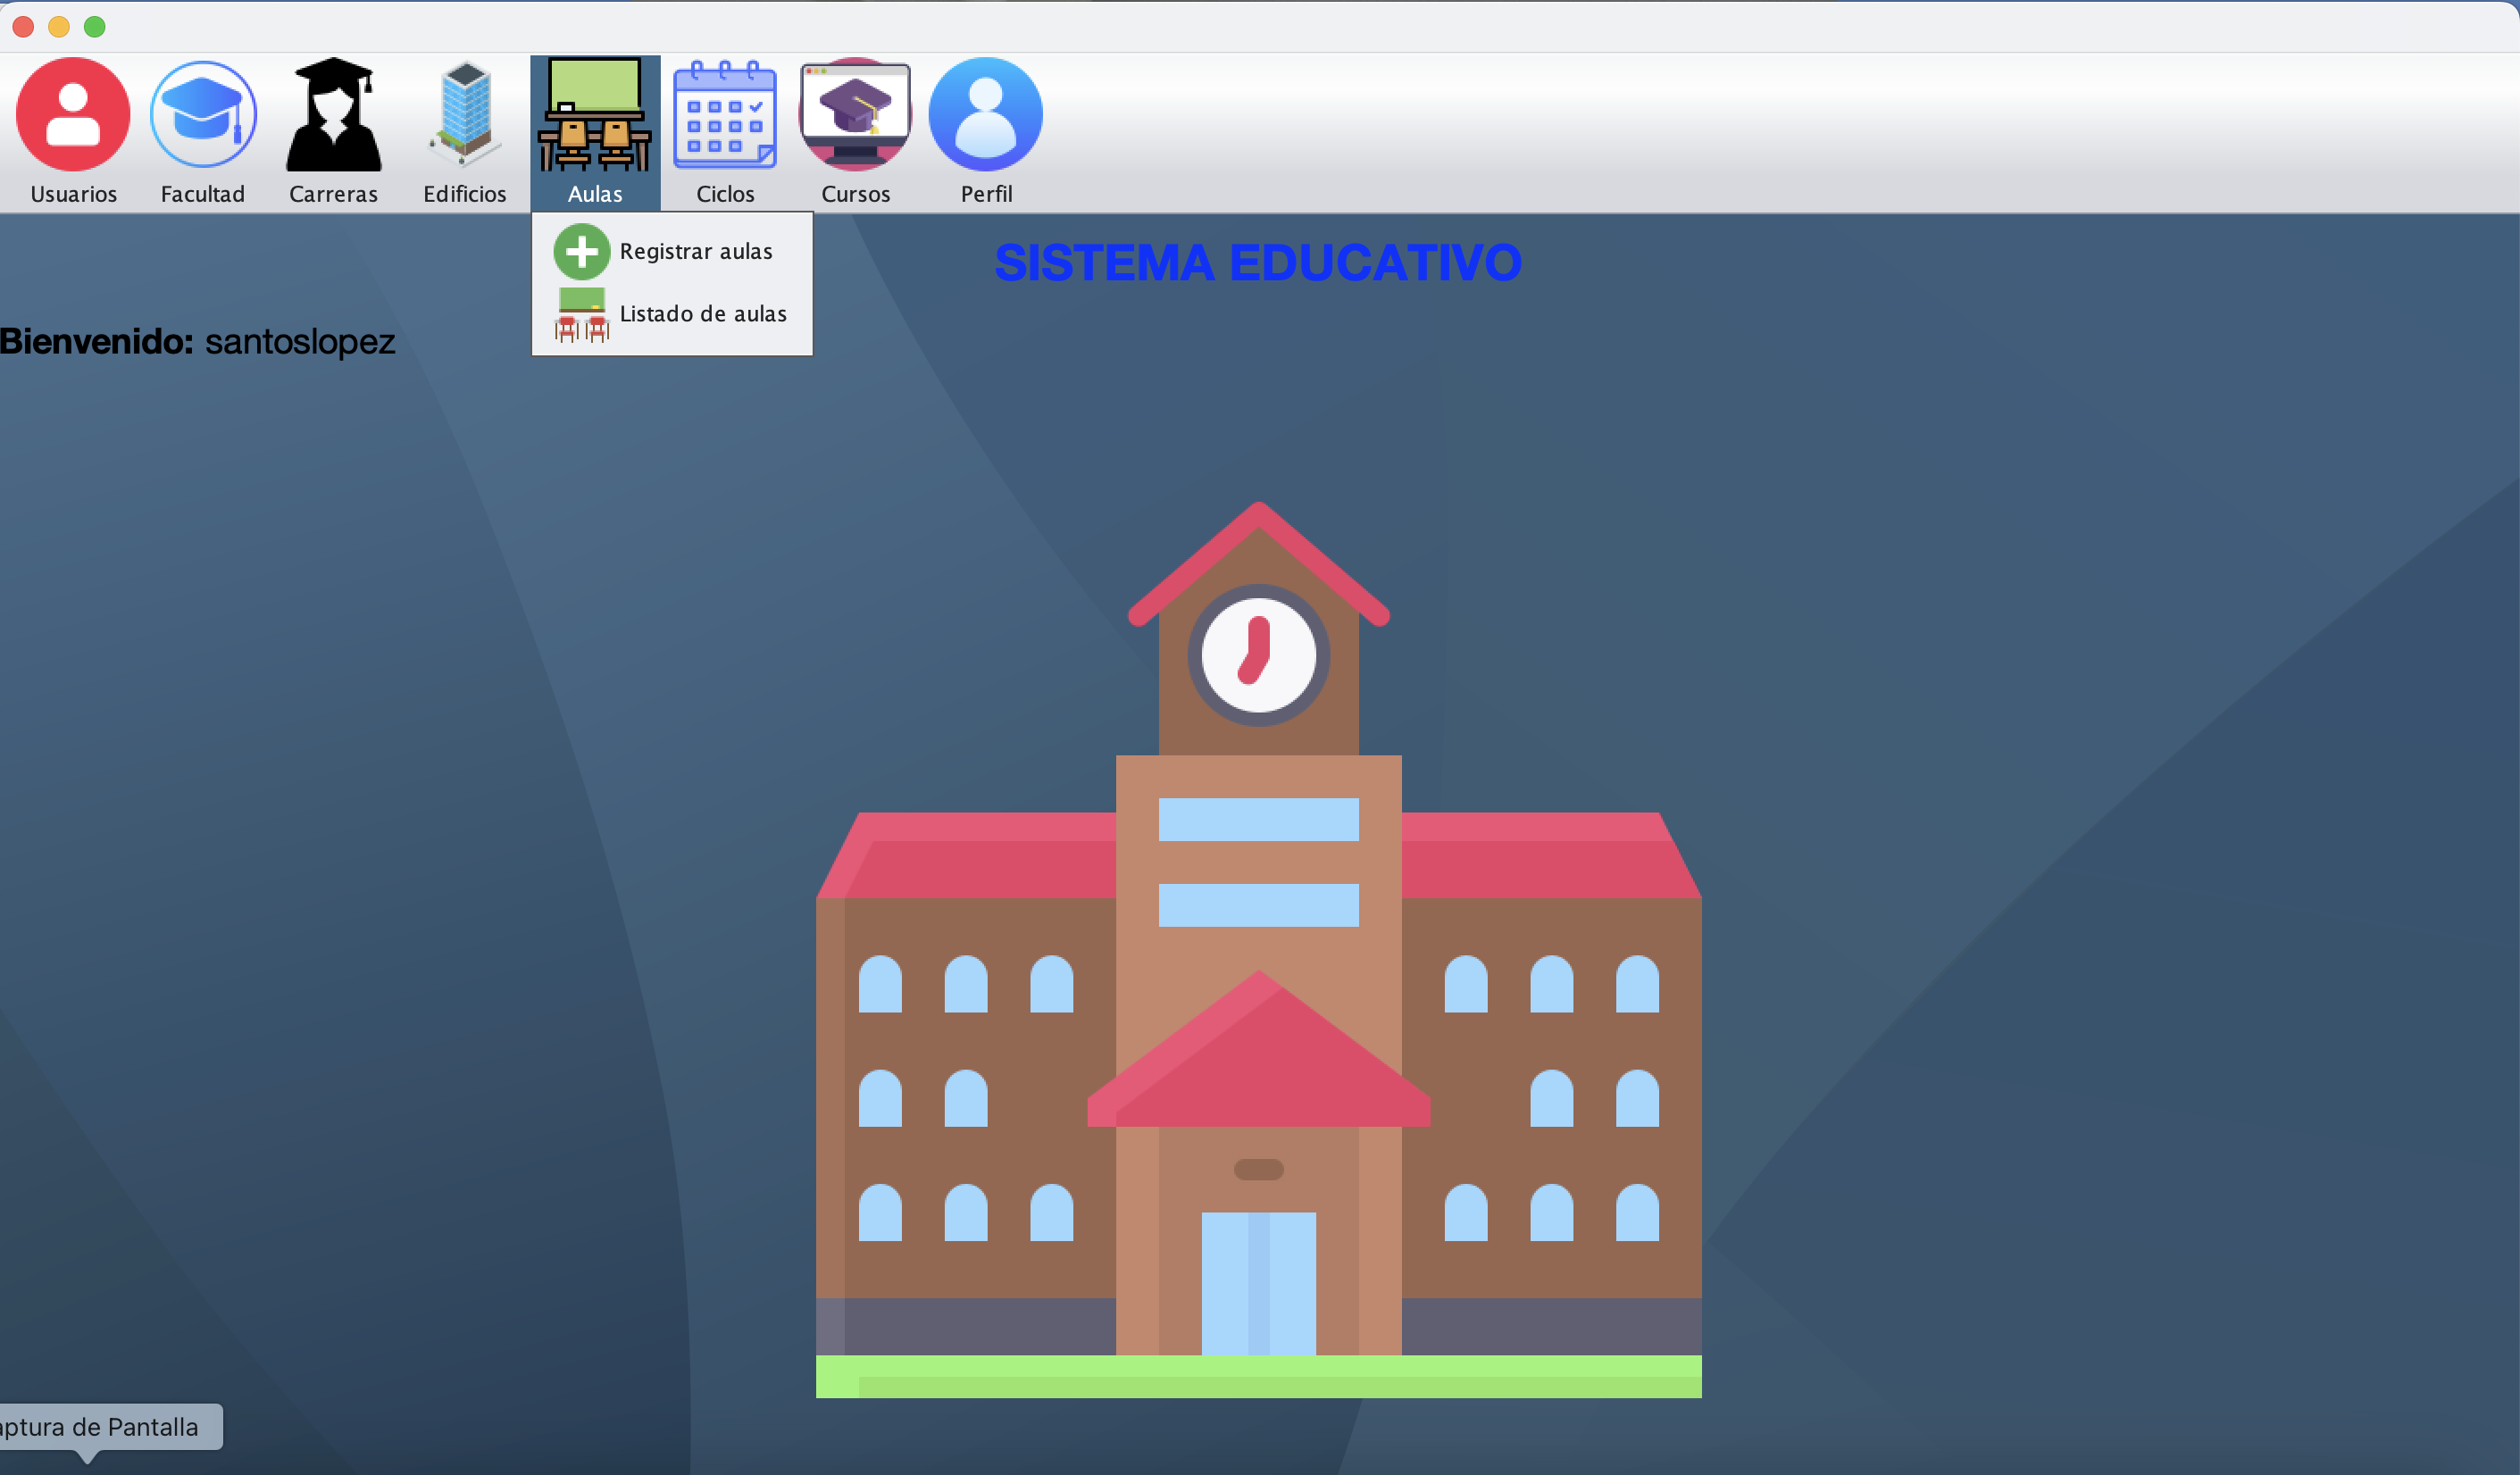 Usuarios Facultad Carreras Edificios Aulas Ciclos Cursos Perfil
Registrar aulas
Listado de aulas
SISTEMA EDUCATIVO
Bienvenido: santoslopez
aptura de Pantalla